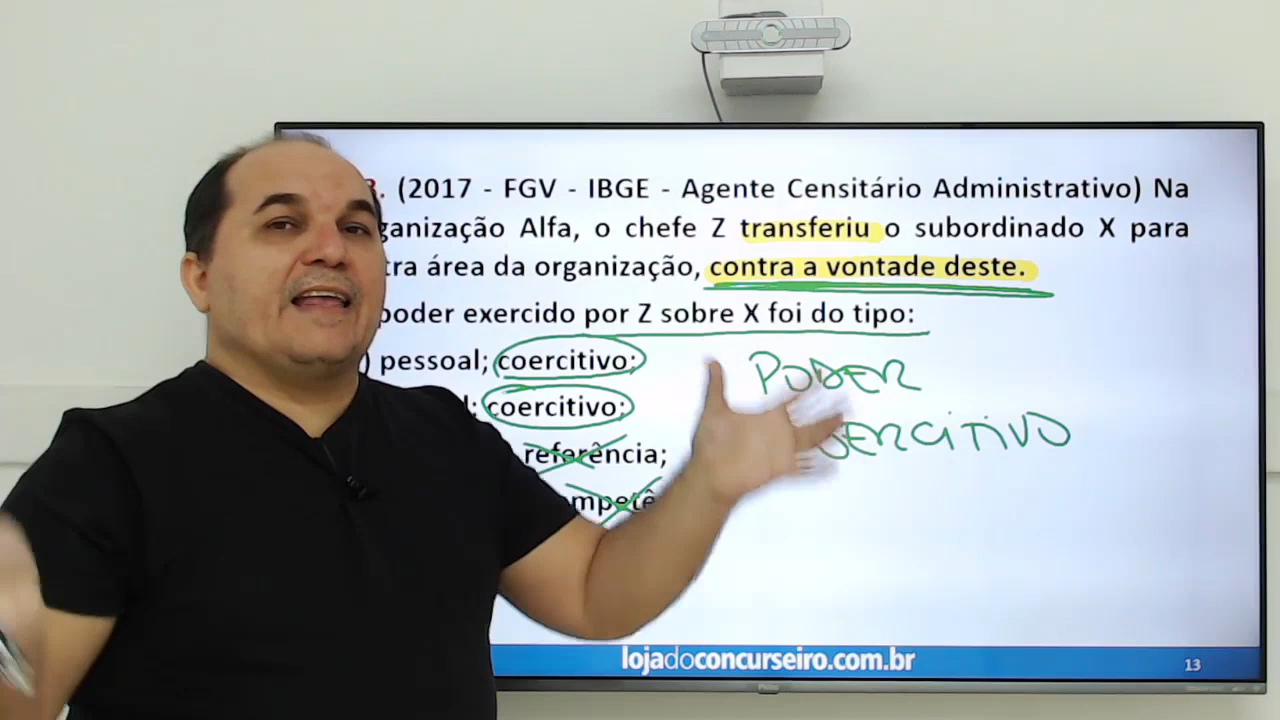 . (2017 - FGV - IBGE - Agente Censitário Administrativo) Na
ganização Alfa, o chefe Z transferiu o subordinado X para
tra área da organização, contra a vontade deste.
poder exercido por Z sobre X foi do tipo:
) pessoal; coercitivo;
; coercitivo;
referência;
PODER
ERCITIVO
lojadoconcurseiro.com.br
13